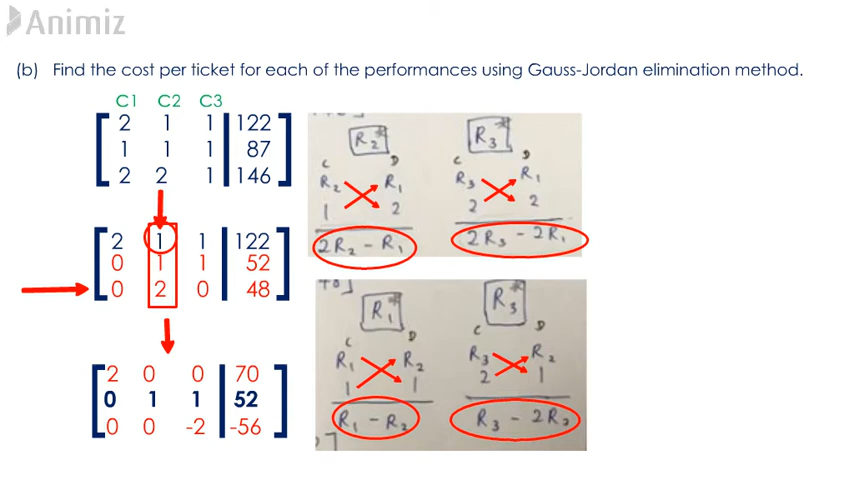 Animiz
(b) Find the cost per ticket for each of the performances using Gauss-Jordan elimination method.
C1 C2 C3
2 1 1 122
1 1 1 87
2 2 1 146
R2*
C D
R2 R1
1 2
2R2 - R1
R3*
C D
R3 R1
2 2
2R3 - 2R1
2 1 1 122
0 1 1 52
0 2 0 48
R1*
C D
R1 R2
1 1
R1 - R2
R3*
C D
R3 R2
2 1
R3 - 2R2
2 0 0 70
0 1 1 52
0 0 -2 -56